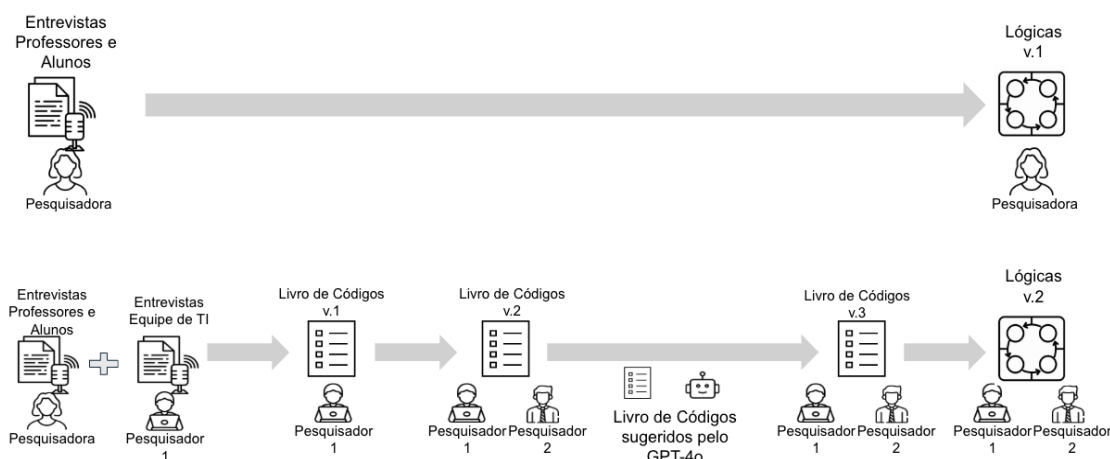 Entrevistas
Professores e
Alunos
Pesquisadora
Lógicas
v.1
Pesquisadora
Entrevistas
Professores e
Alunos
Pesquisadora
Entrevistas
Equipe de TI
Pesquisador
1
Livro de Códigos
v.1
Pesquisador
1
Livro de Códigos
v.2
Pesquisador
1
Pesquisador
2
Livro de Códigos
sugeridos pelo
GPT-4o
Livro de Códigos
v.3
Pesquisador
1
Pesquisador
2
Lógicas
v.2
Pesquisador
1
Pesquisador
2